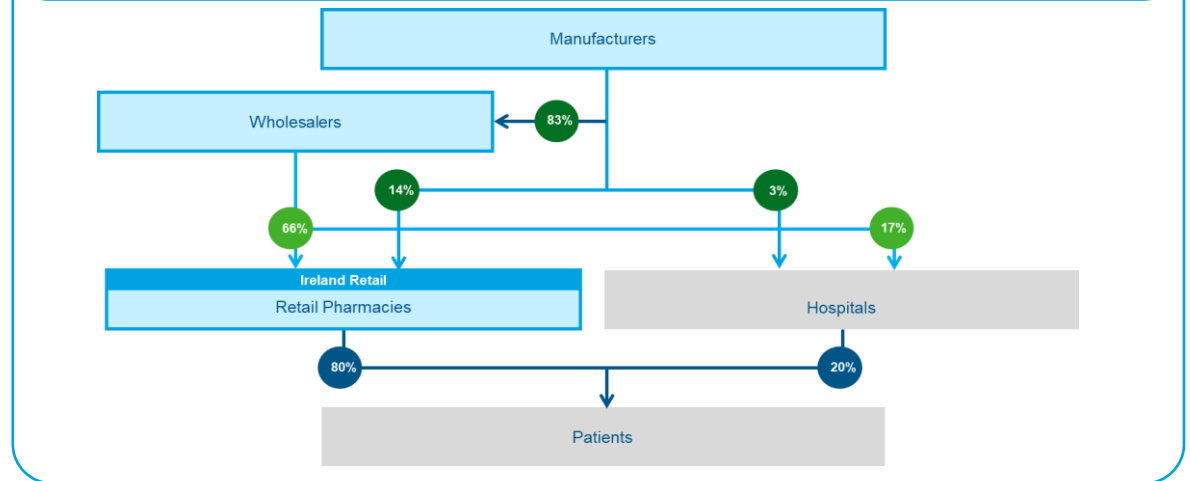 Manufacturers
Wholesalers
83%
14%
3%
66%
17%
Ireland Retail
Retail Pharmacies
Hospitals
80%
20%
Patients